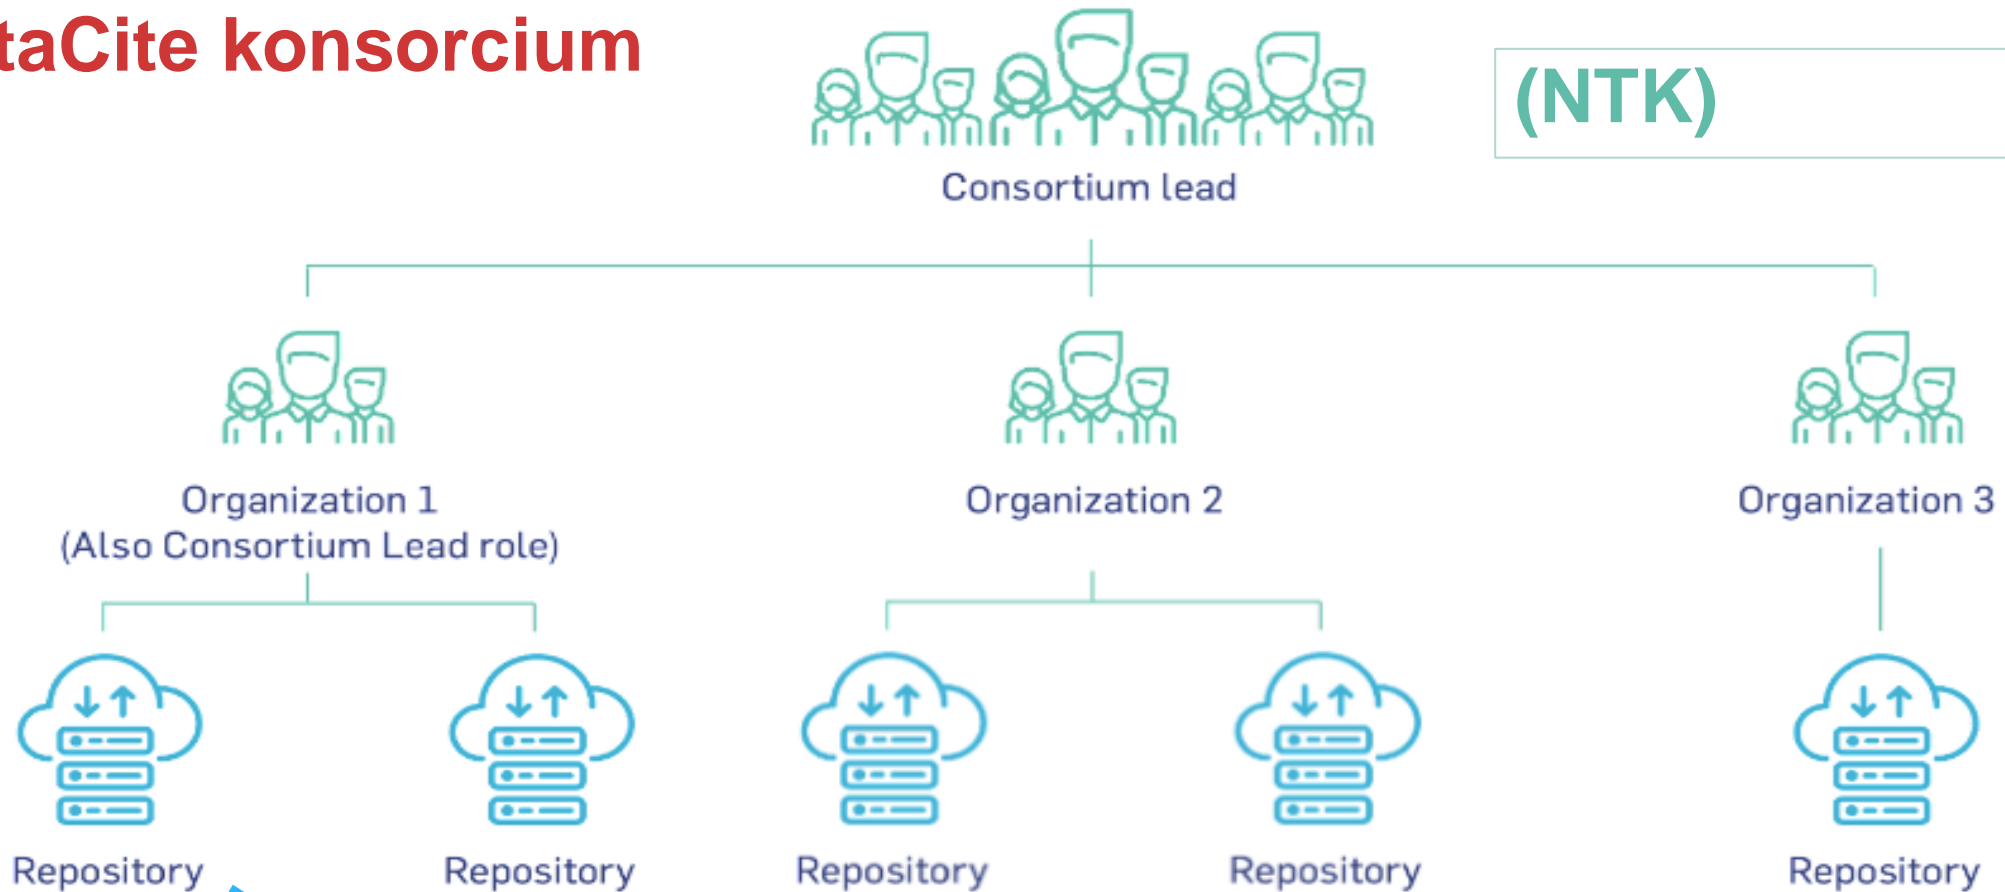 taCite konsorcium
(NTK)
Consortium lead
Organization 1
(Also Consortium Lead role)
Organization 2
Organization 3
Repository
Repository
Repository
Repository
Repository